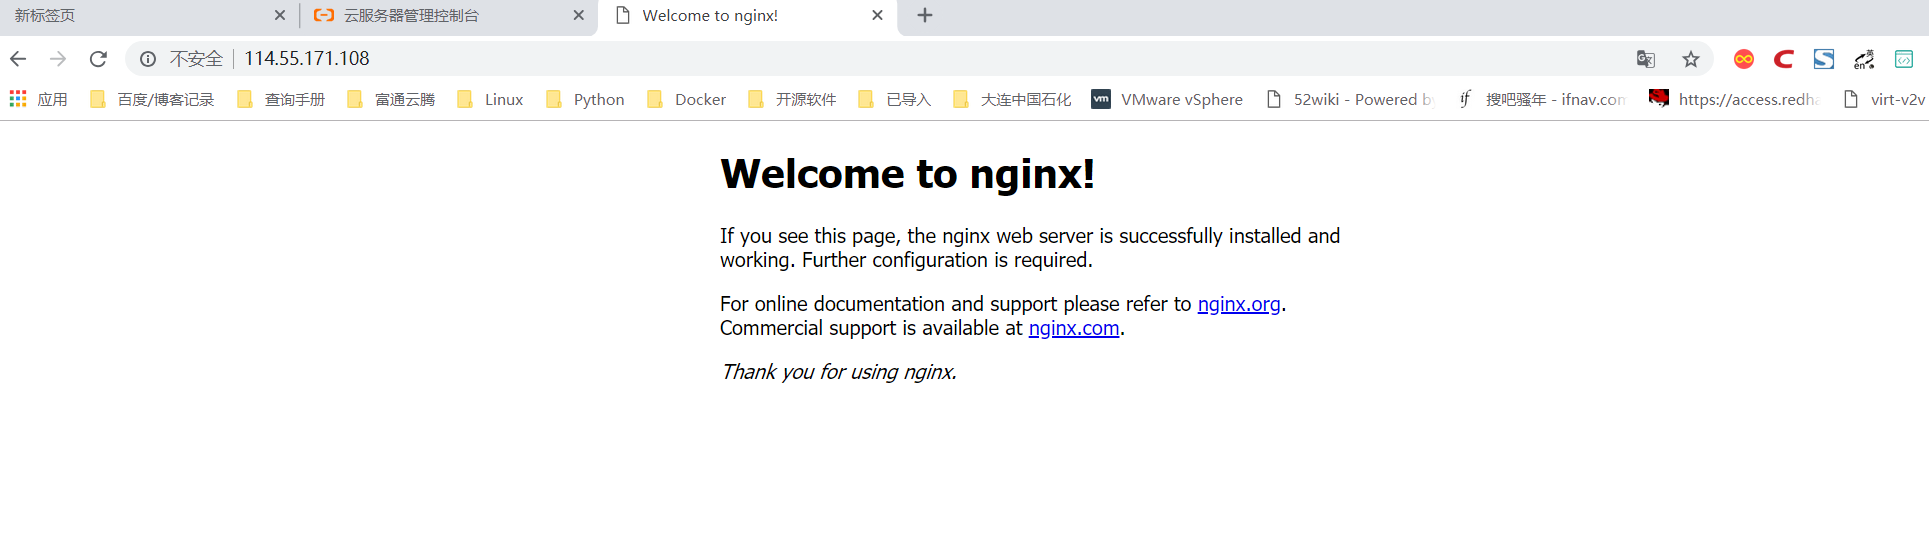 新标签页
云服务器管理控制台
Welcome to nginx!
不安全
114.55.171.108
应用
百度/博客记录
查询手册
富通云腾
Linux
Python
Docker
开源软件
已导入
大连中国石化
vm
VMware vSphere
52wiki - Powered by
if
搜吧骚年 - ifnav.com
https://access.redha
virt-v2v
Welcome to nginx!
If you see this page, the nginx web server is successfully installed and
working. Further configuration is required.
For online documentation and support please refer to nginx.org.
Commercial support is available at nginx.com.
Thank you for using nginx.